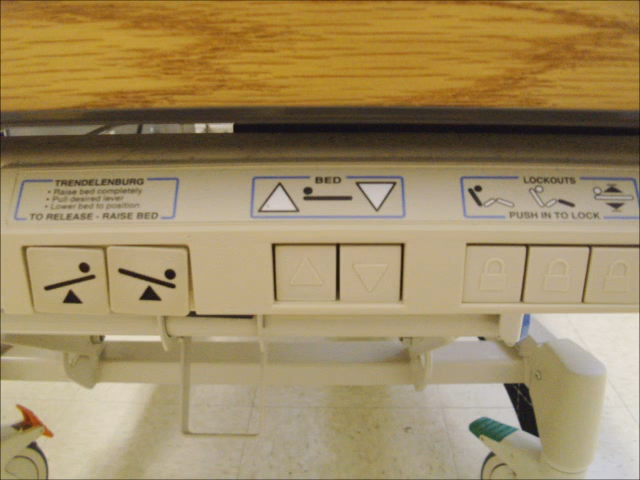 TRENDELENBURG
• Raise bed completely
• Pull desired lever
• Lower bed to position
TO RELEASE - RAISE BED
BED
LOCKOUTS
PUSH IN TO LOCK